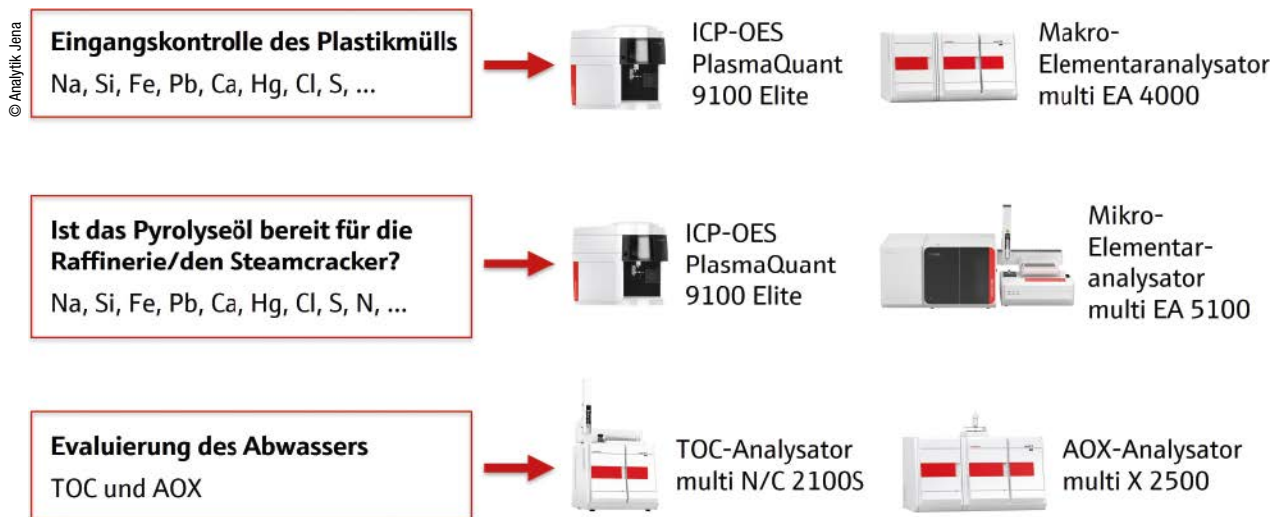 © Analytik Jena
Eingangskontrolle des Plastikmülls
Na, Si, Fe, Pb, Ca, Hg, Cl, S, ...
ICP-OES
PlasmaQuant
9100 Elite
Makro-
Elementaranalysator
multi EA 4000
Ist das Pyrolyseöl bereit für die
Raffinerie/den Steamcracker?
Na, Si, Fe, Pb, Ca, Hg, Cl, S, N, ...
ICP-OES
PlasmaQuant
9100 Elite
Mikro-
Elementar-
analysator
multi EA 5100
Evaluierung des Abwassers
TOC und AOX
TOC-Analysator
multi N/C 2100S
AOX-Analysator
multi X 2500